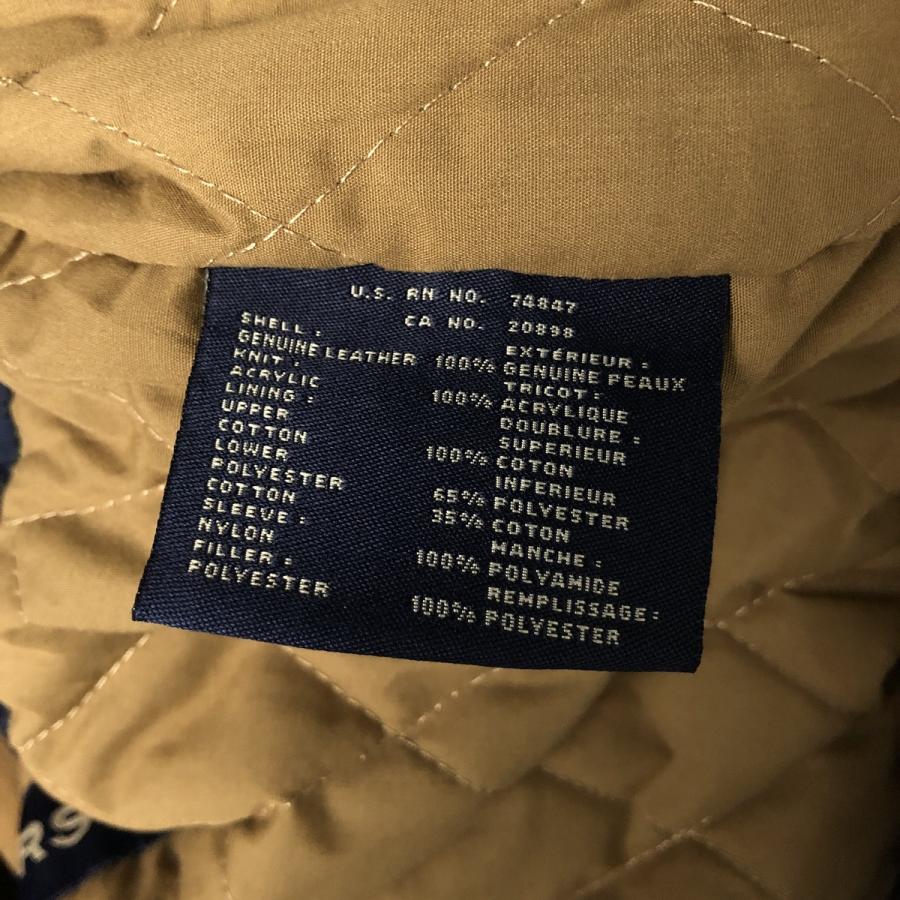 U.S. RN NO. 74847
CA NO. 20898
SHELL :
GENUINE LEATHER 100%
KNIT :
ACRYLIC 100%
LINING :
UPPER
COTTON 100%
LOWER
POLYESTER 65%
COTTON 35%
SLEEVE :
NYLON 100%
FILLER :
POLYESTER 100%
EXTÉRIEUR :
GENUINE PEAUX
TRICOT :
ACRYLIQUE
DOUBLURE :
SUPERIEUR
COTON
INFERIEUR
POLYESTER
COTON
MANCHE :
POLYAMIDE
REMPLISSAGE:
POLYESTER
RS